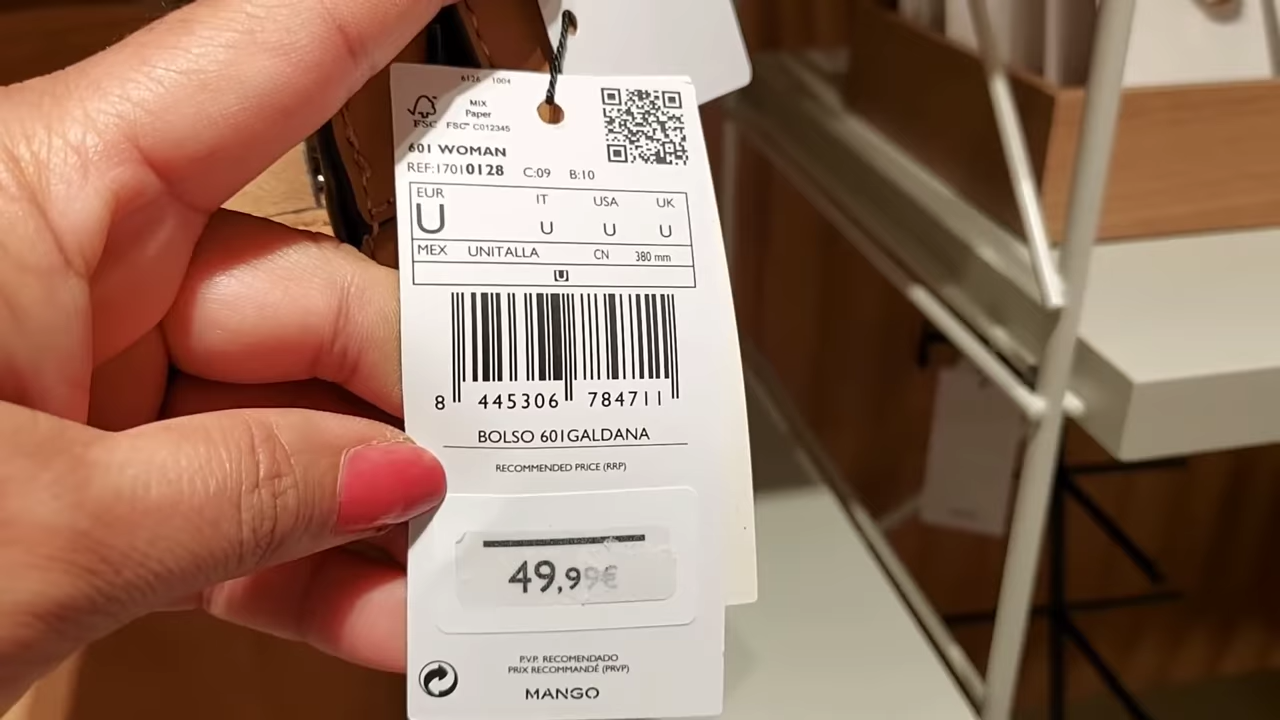 6126 1004
MIX
Paper
FSC FSC™ C012345
601 WOMAN
REF:17010128 C:09 B:10
EUR IT USA UK
U U U U
MEX UNITALLA CN 380 mm
U
8 445306 784711
BOLSO 601GALDANA
RECOMMENDED PRICE (RRP)
49,99€
P.V.P. RECOMENDADO
PRIX RECOMMANDÉ (PRVP)
MANGO